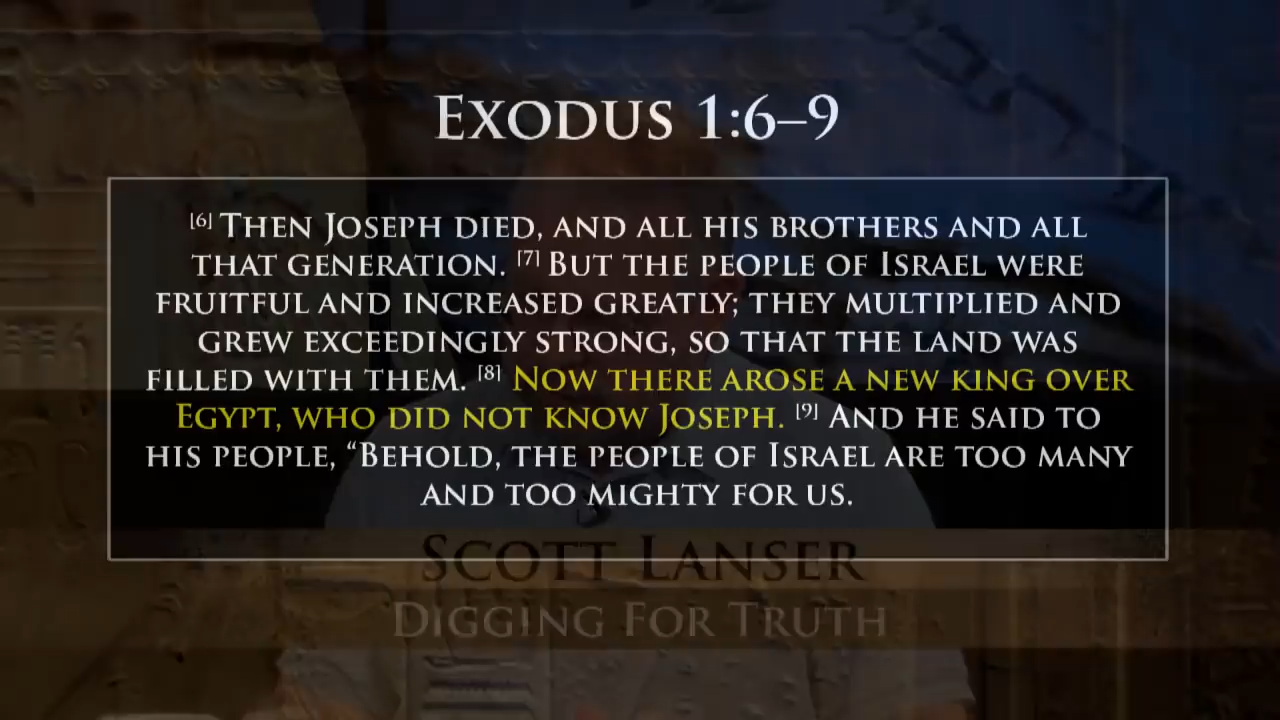 EXODUS 1:6–9
[6] THEN JOSEPH DIED, AND ALL HIS BROTHERS AND ALL
THAT GENERATION. [7] BUT THE PEOPLE OF ISRAEL WERE
FRUITFUL AND INCREASED GREATLY; THEY MULTIPLIED AND
GREW EXCEEDINGLY STRONG, SO THAT THE LAND WAS
FILLED WITH THEM. [8] NOW THERE AROSE A NEW KING OVER
EGYPT, WHO DID NOT KNOW JOSEPH. [9] AND HE SAID TO
HIS PEOPLE, “BEHOLD, THE PEOPLE OF ISRAEL ARE TOO MANY
AND TOO MIGHTY FOR US.
SCOTT LANSER
DIGGING FOR TRUTH